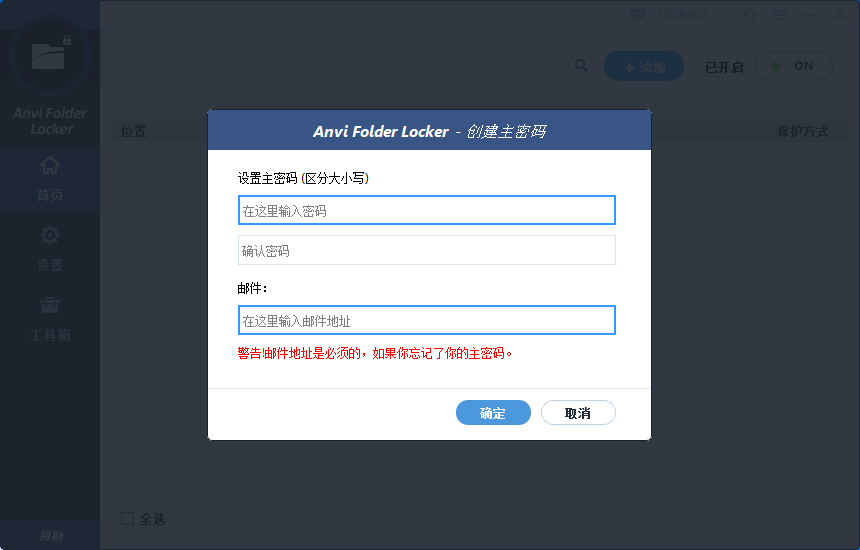 FEEDBACK
Anvi Folder
Locker
添加
已开启
ON
位置
保护方式
首页
设置
工具箱
Anvi Folder Locker - 创建主密码
设置主密码 (区分大小写)
在这里输入密码
确认密码
邮件：
在这里输入邮件地址
警告!邮件地址是必须的，如果你忘记了你的主密码。
确定
取消
全选
捐助